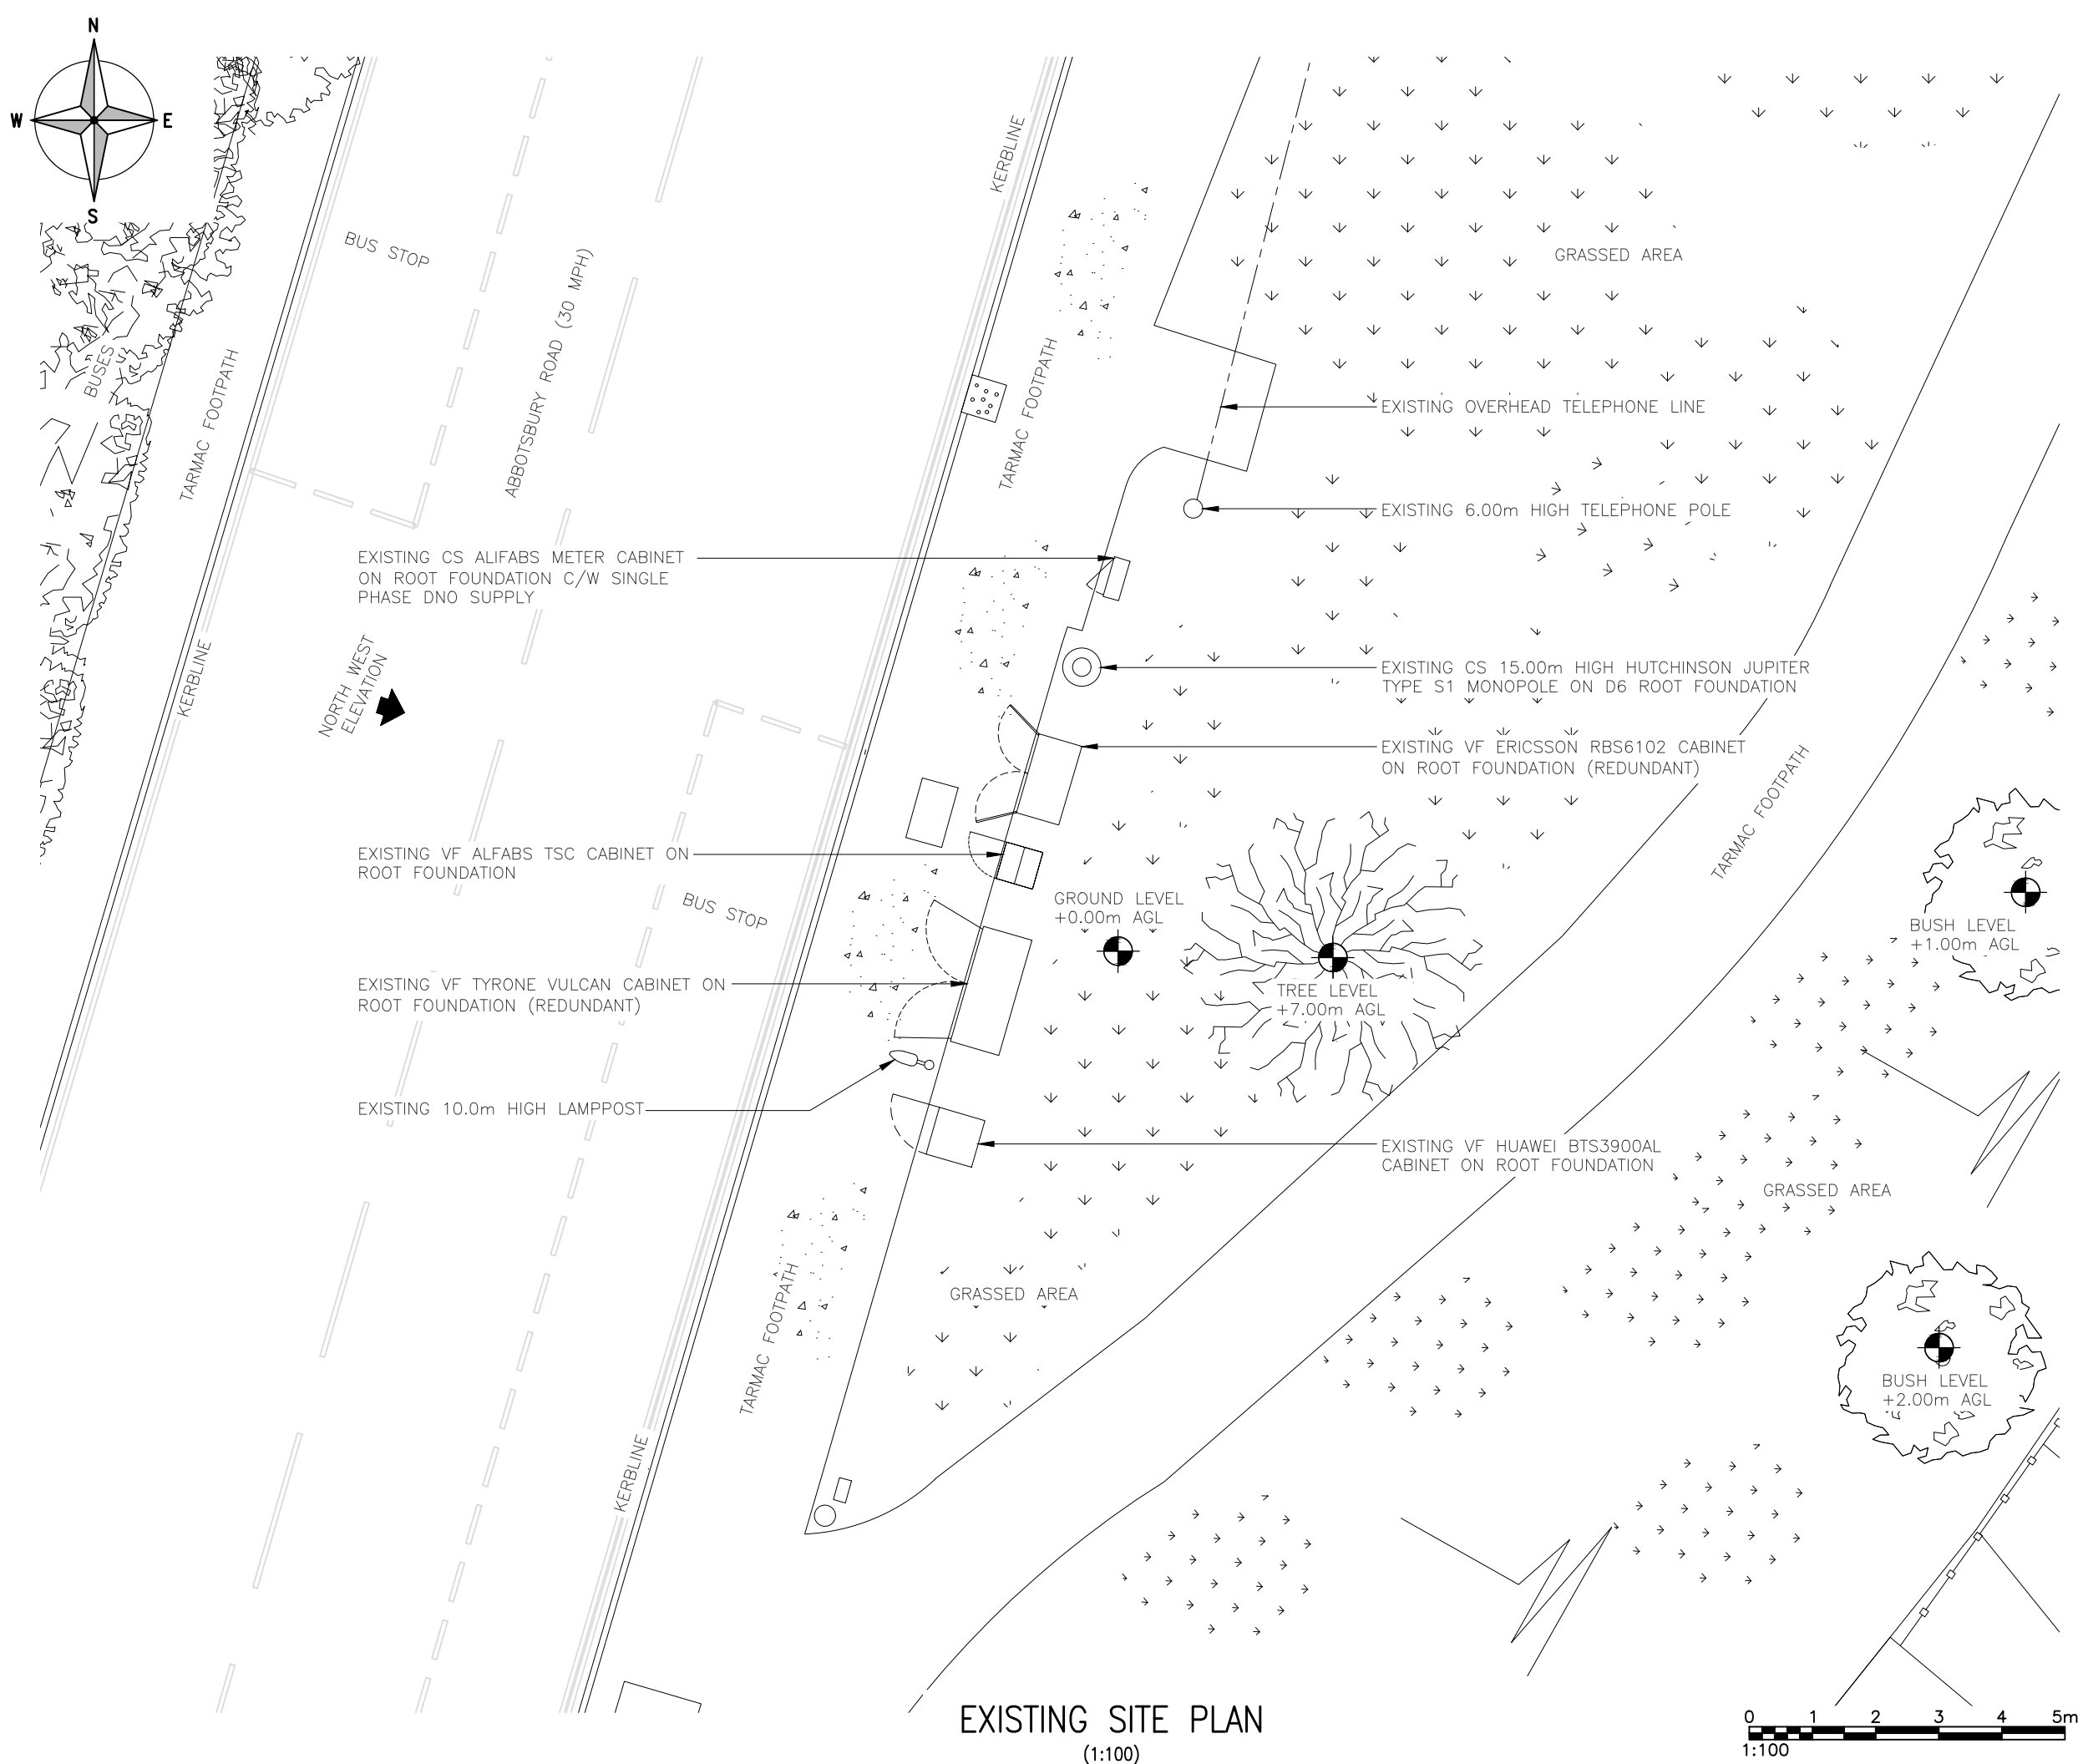 N
W
E
S
BUS STOP
KERBLINE
ABBOTSBURY ROAD (30 MPH)
GRASSED AREA
BUSES
TARMAC FOOTPATH
TARMAC FOOTPATH
EXISTING OVERHEAD TELEPHONE LINE
EXISTING 6.00m HIGH TELEPHONE POLE
EXISTING CS ALIFABS METER CABINET
ON ROOT FOUNDATION C/W SINGLE
PHASE DNO SUPPLY
KERBLINE
NORTH WEST
ELEVATION
EXISTING CS 15.00m HIGH HUTCHINSON JUPITER
TYPE S1 MONOPOLE ON D6 ROOT FOUNDATION
EXISTING VF ERICSSON RBS6102 CABINET
ON ROOT FOUNDATION (REDUNDANT)
TARMAC FOOTPATH
EXISTING VF ALFABS TSC CABINET ON
ROOT FOUNDATION
BUS STOP
GROUND LEVEL
+0.00m AGL
BUSH LEVEL
+1.00m AGL
EXISTING VF TYRONE VULCAN CABINET ON
ROOT FOUNDATION (REDUNDANT)
TREE LEVEL
+7.00m AGL
EXISTING 10.0m HIGH LAMPPOST
EXISTING VF HUAWEI BTS3900AL
CABINET ON ROOT FOUNDATION
GRASSED AREA
GRASSED AREA
TARMAC FOOTPATH
BUSH LEVEL
+2.00m AGL
KERBLINE
EXISTING SITE PLAN
(1:100)
0 1 2 3 4 5m
1:100